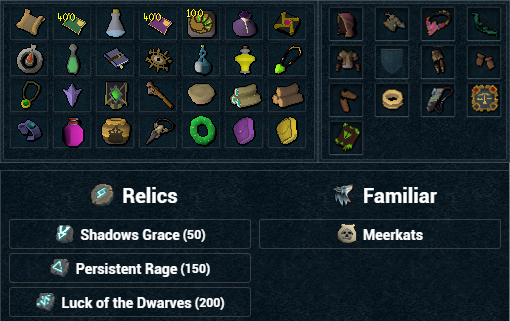 400 400 100
Relics
Familiar
Shadows Grace (50)
Meerkats
Persistent Rage (150)
Luck of the Dwarves (200)